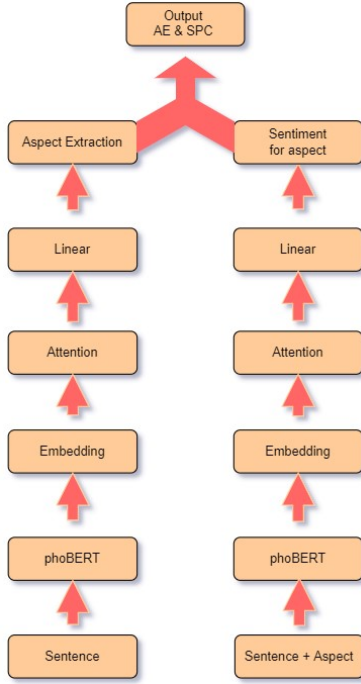 Output
AE & SPC
Aspect Extraction
Sentiment
for aspect
Linear
Linear
Attention
Attention
Embedding
Embedding
phoBERT
phoBERT
Sentence
Sentence + Aspect